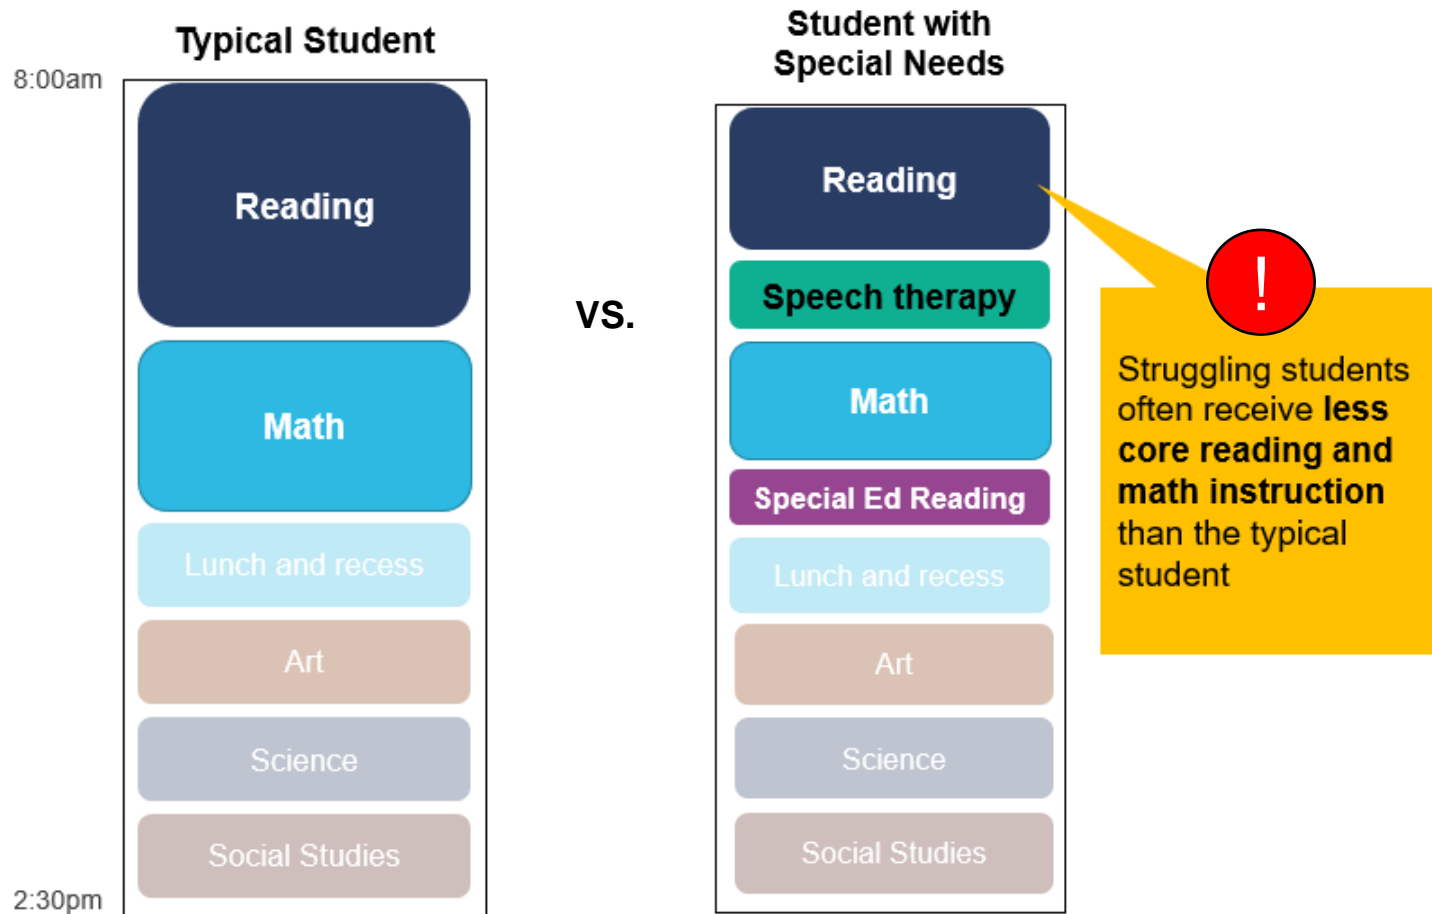 Typical Student
8:00am
Reading
Math
Lunch and recess
Art
Science
Social Studies
2:30pm
VS.
Student with
Special Needs
Reading
Speech therapy
Math
Special Ed Reading
Lunch and recess
Art
Science
Social Studies
!
Struggling students
often receive less
core reading and
math instruction
than the typical
student